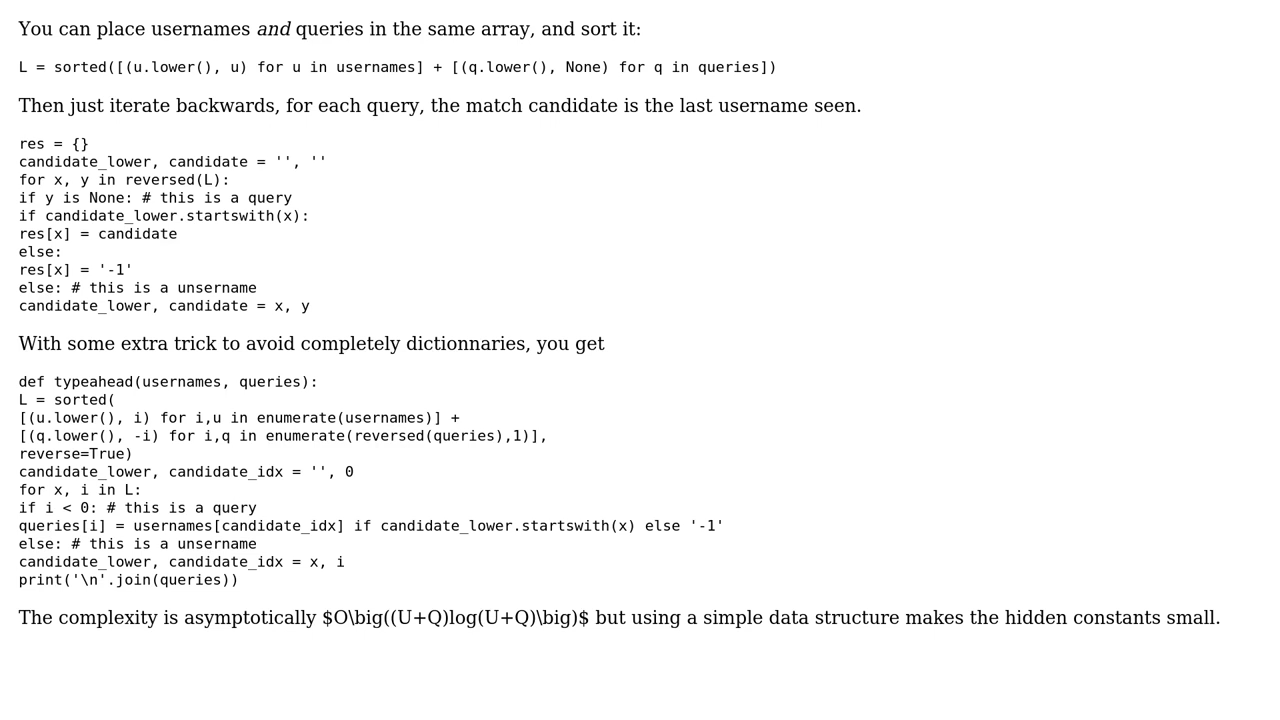 You can place usernames and queries in the same array, and sort it:
L = sorted([(u.lower(), u) for u in usernames] + [(q.lower(), None) for q in queries])
Then just iterate backwards, for each query, the match candidate is the last username seen.
res = {}
candidate_lower, candidate = '', ''
for x, y in reversed(L):
if y is None: # this is a query
if candidate_lower.startswith(x):
res[x] = candidate
else:
res[x] = '-1'
else: # this is a unsername
candidate_lower, candidate = x, y
With some extra trick to avoid completely dictionnaries, you get
def typeahead(usernames, queries):
L = sorted(
[(u.lower(), i) for i,u in enumerate(usernames)] +
[(q.lower(), -i) for i,q in enumerate(reversed(queries),1)],
reverse=True)
candidate_lower, candidate_idx = '', 0
for x, i in L:
if i < 0: # this is a query
queries[i] = usernames[candidate_idx] if candidate_lower.startswith(x) else '-1'
else: # this is a unsername
candidate_lower, candidate_idx = x, i
print('\n'.join(queries))
The complexity is asymptotically $O\big((U+Q)log(U+Q)\big)$ but using a simple data structure makes the hidden constants small.